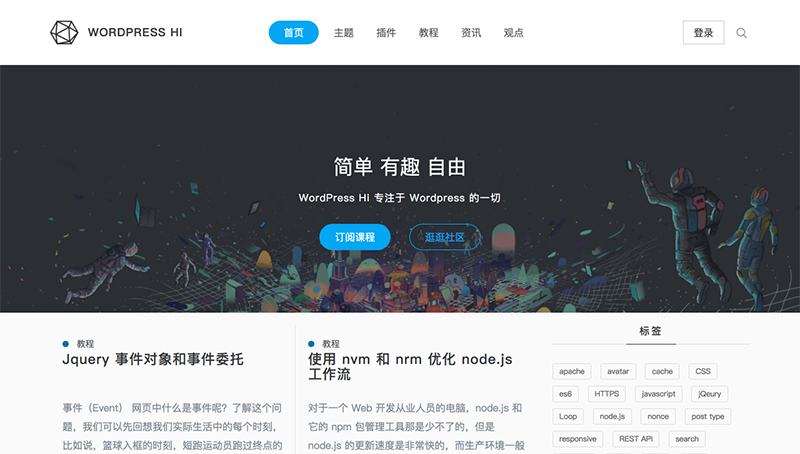 WORDPRESS HI
首页 主题 插件 教程 资讯 观点
登录
简单 有趣 自由
WordPress Hi 专注于 Wordpress 的一切
订阅课程 逛逛社区
教程
Jquery 事件对象和事件委托
事件（Event） 网页中什么是事件呢？了解这个问
题，我们可以先回想我们实际生活中的每个时刻，
比如说，篮球入框的时刻，短跑运动员跑过终点的
教程
使用 nvm 和 nrm 优化 node.js
工作流
对于一个 Web 开发从业人员的电脑，node.js 和
它的 npm 包管理工具那是少不了的，但是
node.js 的更新速度是非常快的，而生产环境一般
标签
apache avatar cache CSS
es6 HTTPS javascript jQeury
Loop node.js nonce post type
responsive REST API search